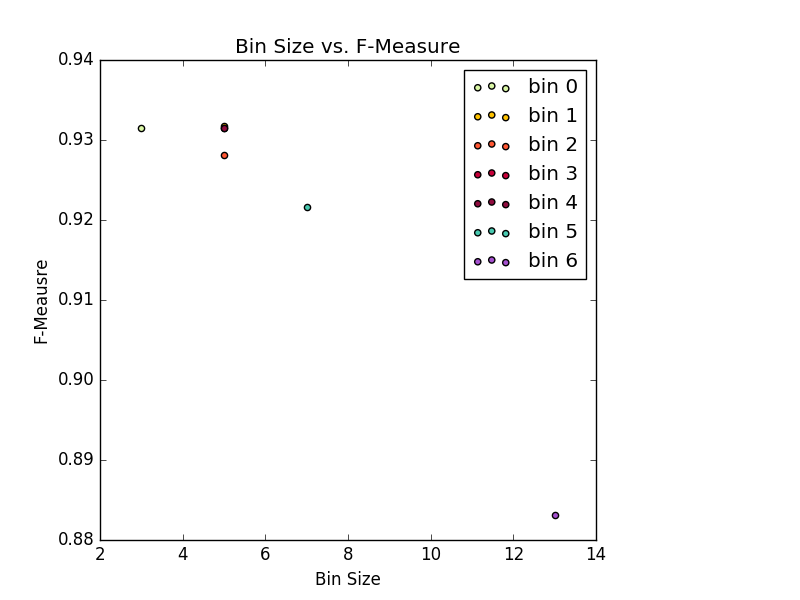 Bin Size vs. F-Measure
0.94
0.93
0.92
0.91
0.90
0.89
0.88
F-Meausre
bin 0
bin 1
bin 2
bin 3
bin 4
bin 5
bin 6
2 4 6 8 10 12 14
Bin Size